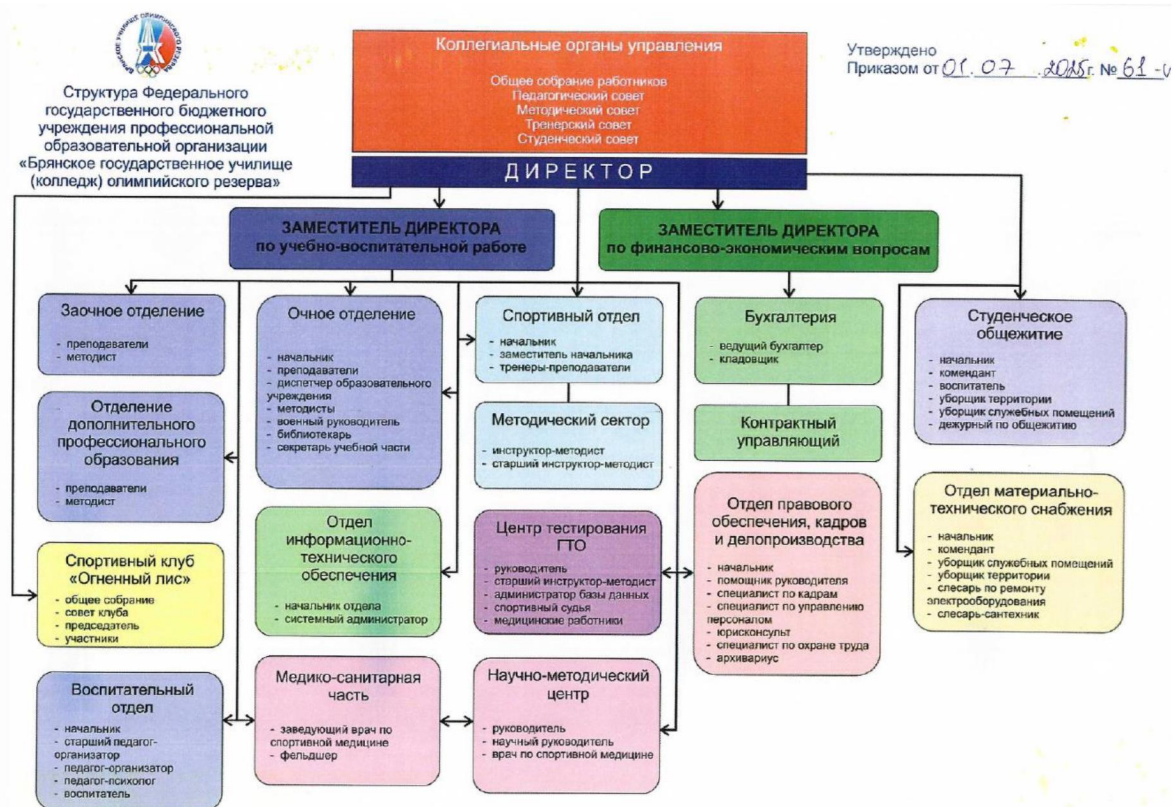 БРЯНСКОЕ УЧИЛИЩЕ ОЛИМПИЙСКОГО РЕЗЕРВА
Структура Федерального
государственного бюджетного
учреждения профессиональной
образовательной организации
«Брянское государственное училище
(колледж) олимпийского резерва»
Коллегиальные органы управления
Общее собрание работников
Педагогический совет
Методический совет
Тренерский совет
Студенческий совет
ДИРЕКТОР
Утверждено
Приказом от 01.07.2025г. № 61
ЗАМЕСТИТЕЛЬ ДИРЕКТОРА
по учебно-воспитательной работе
ЗАМЕСТИТЕЛЬ ДИРЕКТОРА
по финансово-экономическим вопросам
Заочное отделение
- преподаватели
- методист
Очное отделение
- начальник
- преподаватели
- диспетчер образовательного
учреждения
- методисты
- военный руководитель
- библиотекарь
- секретарь учебной части
Спортивный отдел
- начальник
- заместитель начальника
- тренеры-преподаватели
Бухгалтерия
- ведущий бухгалтер
- кладовщик
Студенческое
общежитие
- начальник
- комендант
- воспитатель
- уборщик территории
- уборщик служебных помещений
- дежурный по общежитию
Отделение
дополнительного
профессионального
образования
- преподаватели
- методист
Методический сектор
- инструктор-методист
- старший инструктор-методист
Контрактный
управляющий
Спортивный клуб
«Огненный лис»
- общее собрание
- совет клуба
- председатель
- участники
Отдел
информационно-
технического
обеспечения
- начальник отдела
- системный администратор
Центр тестирования
ГТО
- руководитель
- старший инструктор-методист
- администратор базы данных
- спортивный судья
- медицинские работники
Отдел правового
обеспечения, кадров
и делопроизводства
- начальник
- помощник руководителя
- специалист по кадрам
- специалист по управлению
персоналом
- юрисконсульт
- специалист по охране труда
- архивариус
Отдел материально-
технического снабжения
- начальник
- комендант
- уборщик служебных помещений
- уборщик территории
- слесарь по ремонту
электрооборудования
- слесарь-сантехник
Воспитательный
отдел
- начальник
- старший педагог-
организатор
- педагог-организатор
- педагог-психолог
- воспитатель
Медико-санитарная
часть
- заведующий врач по
спортивной медицине
- фельдшер
Научно-методический
центр
- руководитель
- научный руководитель
- врач по спортивной медицине